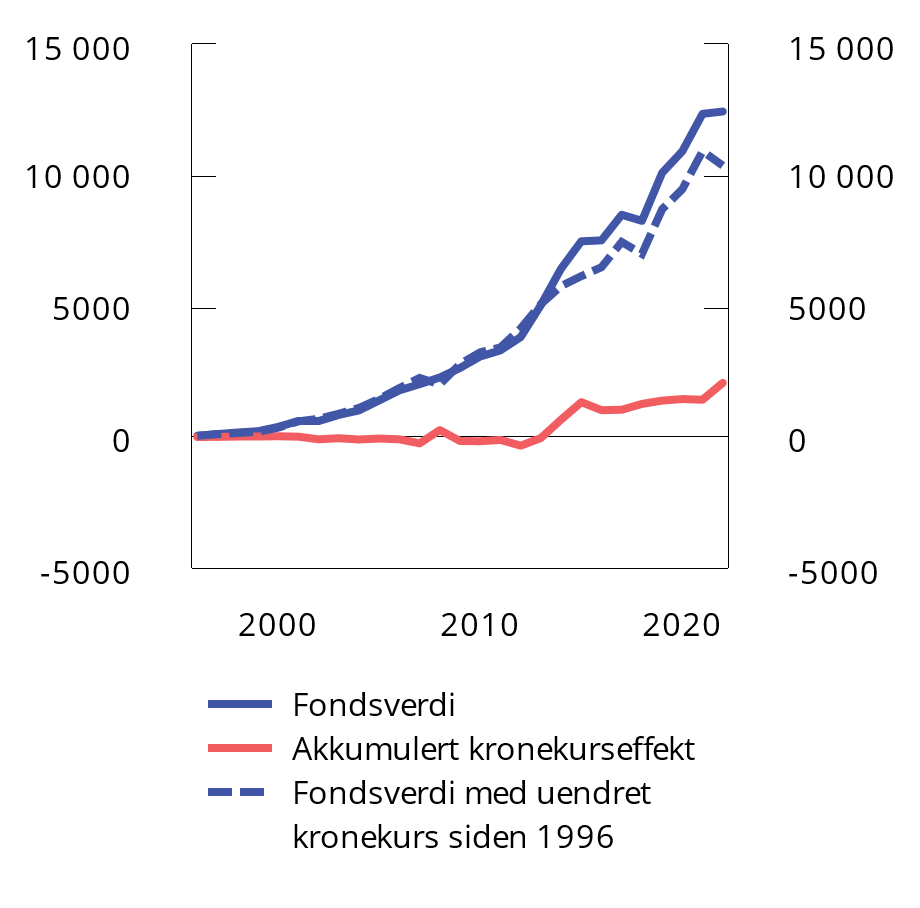 15 000 15 000
10 000 10 000
5000 5000
0 0
-5000 -5000
2000 2010 2020
Fondsverdi
Akkumulert kronekurseffekt
Fondsverdi med uendret
kronekurs siden 1996